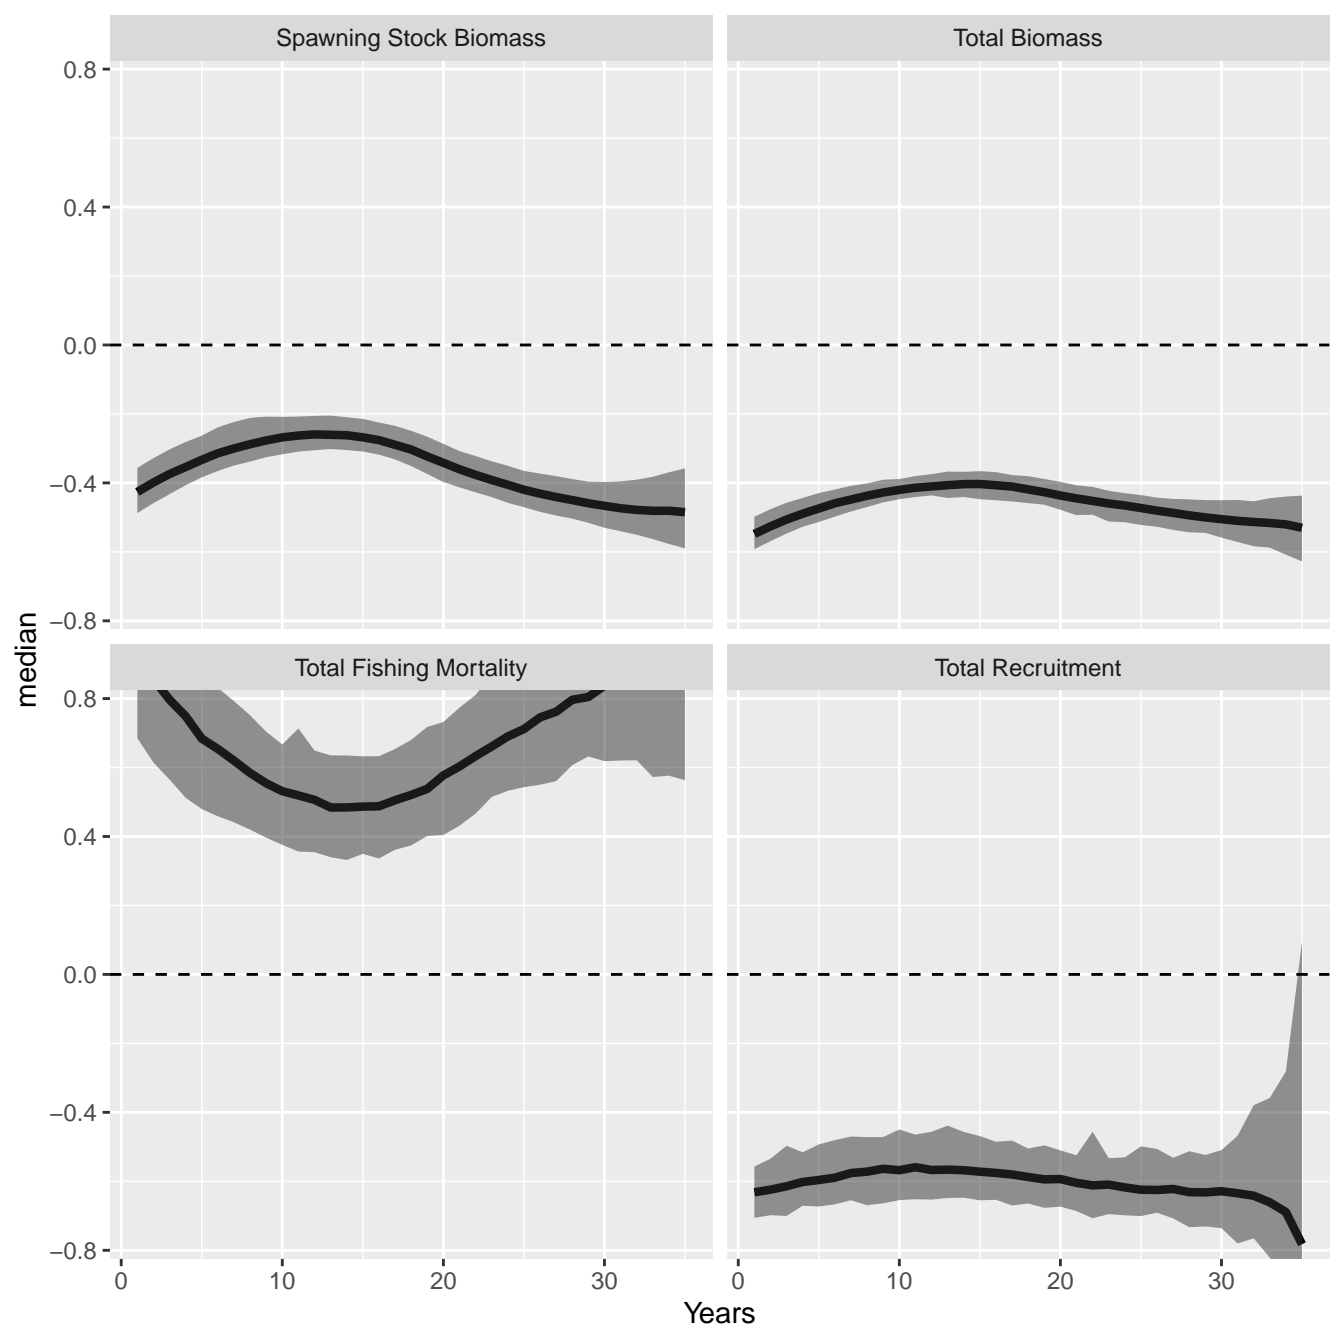 Spawning Stock Biomass
Total Biomass
0.8
0.4
0.0
−0.4
−0.8
median
Total Fishing Mortality
Total Recruitment
0.8
0.4
0.0
−0.4
−0.8
0 10 20 30
0 10 20 30
Years